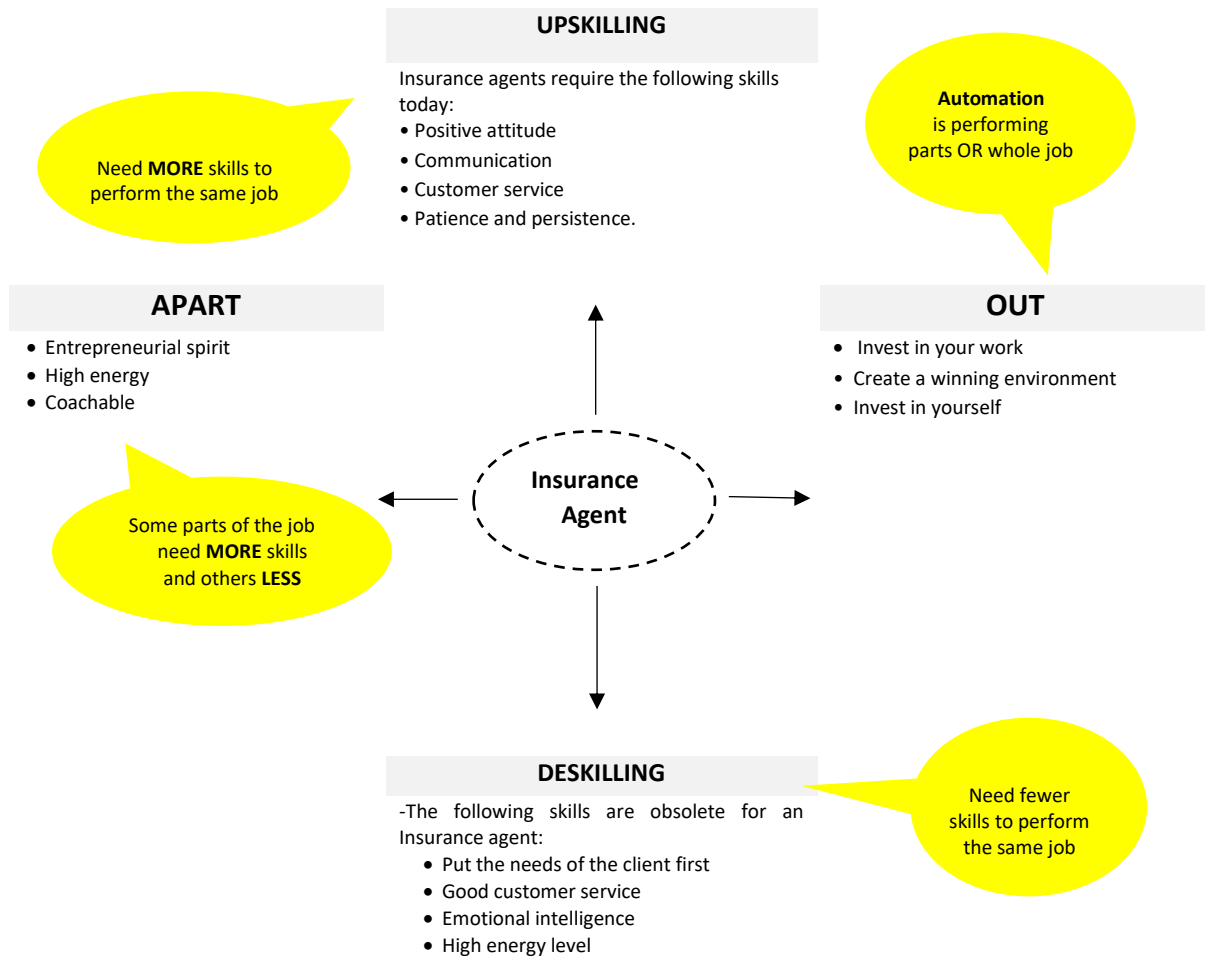 UPSKILLING
Insurance agents require the following skills
today:
• Positive attitude
• Communication
• Customer service
• Patience and persistence.
Need MORE skills to
perform the same job
Automation
is performing
parts OR whole job
APART
• Entrepreneurial spirit
• High energy
• Coachable
OUT
• Invest in your work
• Create a winning environment
• Invest in yourself
Insurance
Agent
Some parts of the job
need MORE skills
and others LESS
DESKILLING
-The following skills are obsolete for an
Insurance agent:
• Put the needs of the client first
• Good customer service
• Emotional intelligence
• High energy level
Need fewer
skills to perform
the same job